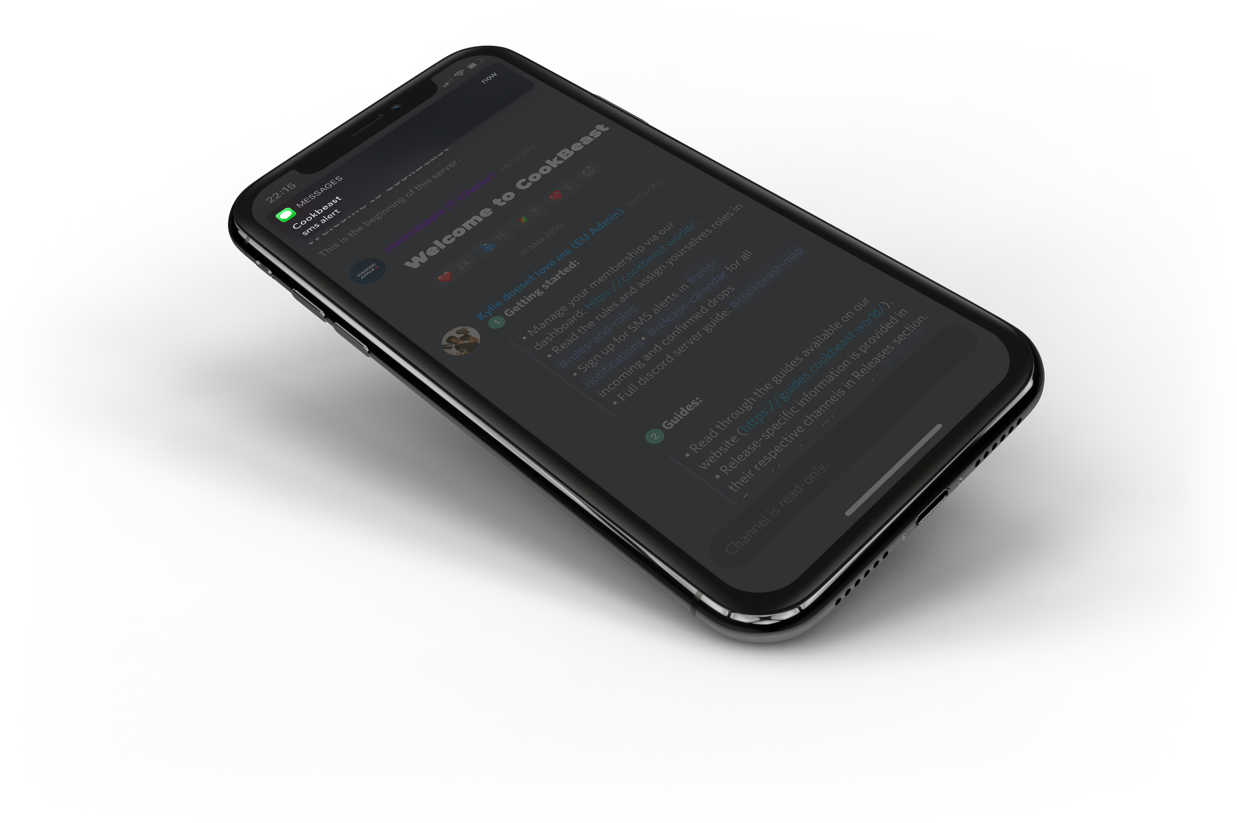 22:15
MESSAGES
now
Cookbeast
sms alert
This is the beginning of this server.
Welcome to CookBeast
10 May 2020
Kylie doesnt love me (EU Admin)
1 Getting started:
• Manage your membership via our
dashboard: https://cookbeast.world/.
• Read the rules and assign yourselves roles in
#rules-and-roles
• Sign up for SMS alerts in #sms-
notifications • #release-calendar for all
incoming and confirmed drops
• Full discord server guide: #cookbeast-map
2 Guides:
• Read through the guides available on our
website (https://guides.cookbeast.world/).
• Release-specific information is provided in
their respective channels in Releases section.
Channel is read-only.